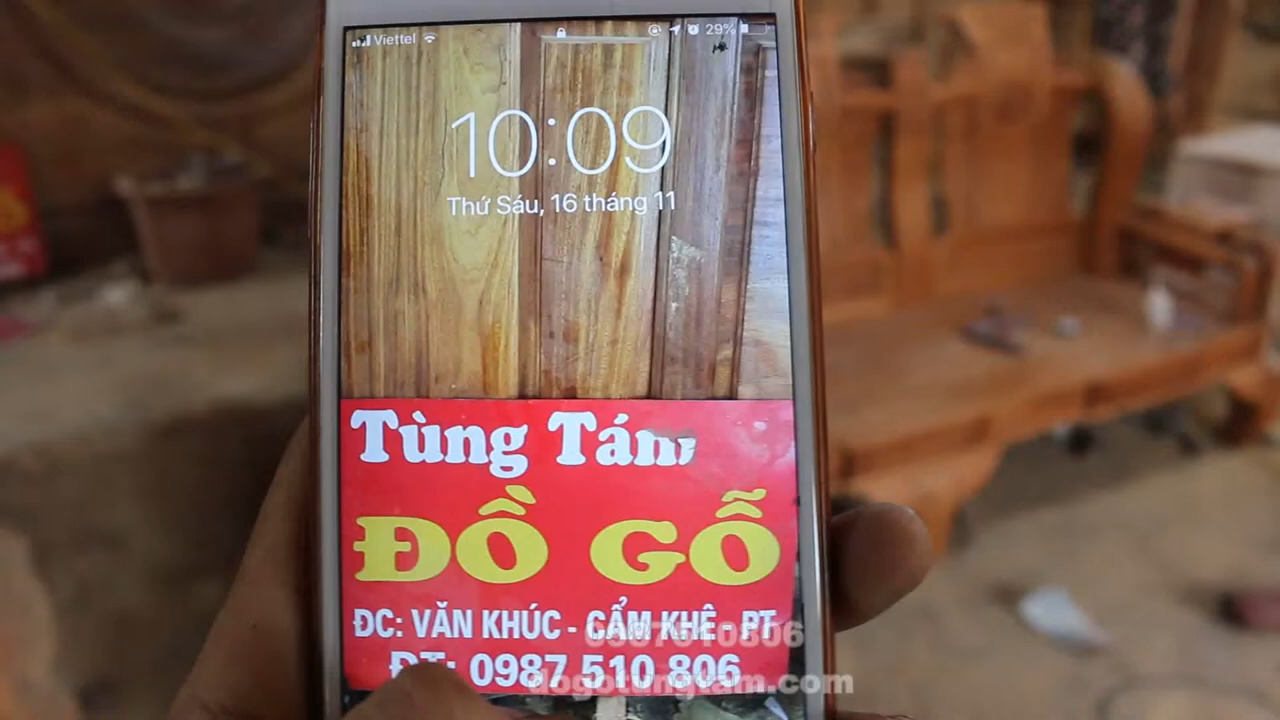 Viettel
29%
10:09
Thứ Sáu, 16 tháng 11
Tùng Tám
ĐỒ GỖ
ĐC: VĂN KHÚC - CẨM KHÊ - PT
ĐT: 0987 510 806
0987510806
dogotungtam.com